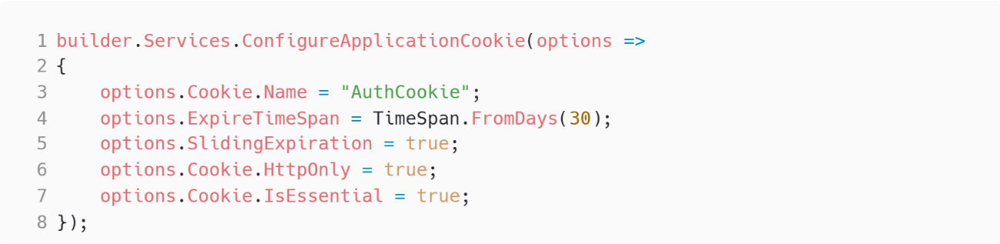 1 builder.Services.ConfigureApplicationCookie(options =>
2 {
3     options.Cookie.Name = "AuthCookie";
4     options.ExpireTimeSpan = TimeSpan.FromDays(30);
5     options.SlidingExpiration = true;
6     options.Cookie.HttpOnly = true;
7     options.Cookie.IsEssential = true;
8 });